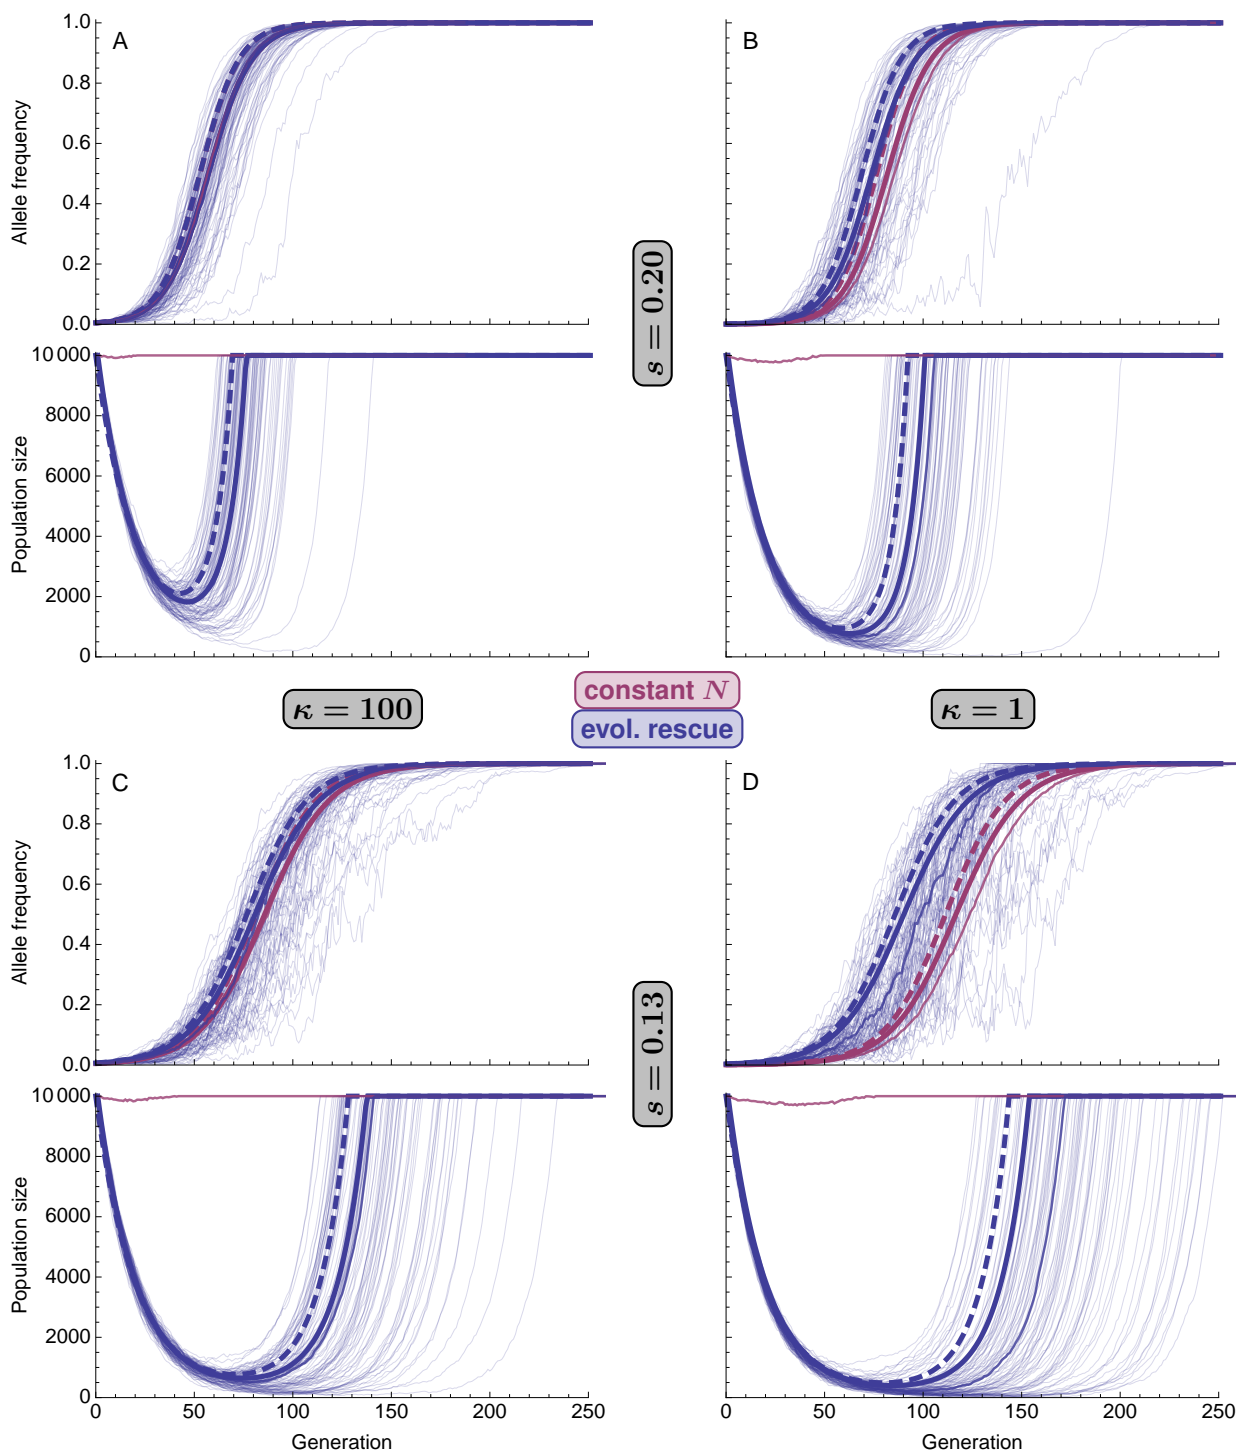 A
B
1.0
0.8
0.6
0.4
0.2
0.0
Allele frequency
s = 0.20
10 000
8000
6000
4000
2000
0
Population size
κ = 100
constant N
evol. rescue
κ = 1
C
D
1.0
0.8
0.6
0.4
0.2
0.0
Allele frequency
s = 0.13
10 000
8000
6000
4000
2000
0
Population size
0 50 100 150 200 250
0 50 100 150 200 250
Generation
Generation